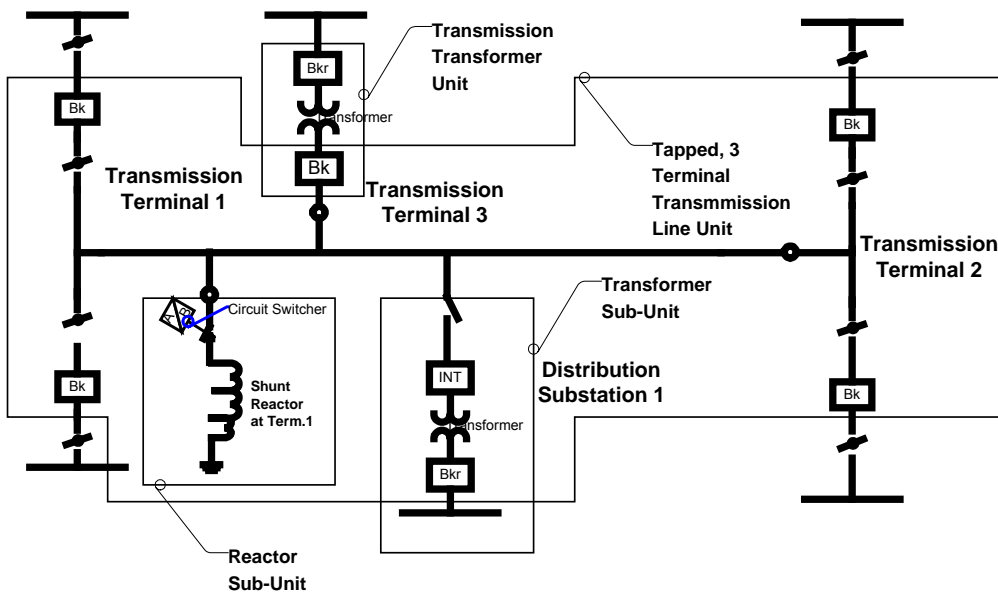 Transmission
Transformer
Unit
Bkr
Transformer
Bk
Bk
Bk
Transmission
Terminal 1
Transmission
Terminal 3
Tapped, 3
Terminal
Transmmission
Line Unit
Transmission
Terminal 2
Transformer
Sub-Unit
A
B
Circuit Switcher
Shunt
Reactor
at Term.1
INT
Transformer
Bkr
Distribution
Substation 1
Bk
Bk
Reactor
Sub-Unit